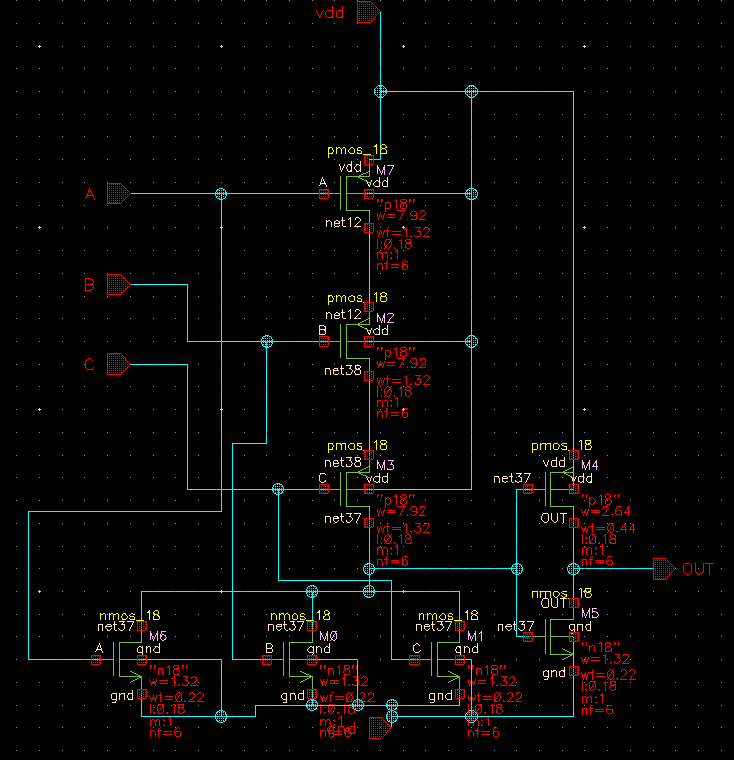 vdd
pmos_18
vdd
M7
A
A
vdd
"p18"
w=7.92
net12
wf=1.32
l:0.18
m:1
nf=6
B
pmos_18
net12
M2
B
vdd
"p18"
w=7.92
net38
wf=1.32
l:0.18
m:1
nf=6
C
pmos_18
net38
M3
C
vdd
"p18"
w=7.92
net37
wf=1.32
l:0.18
m:1
nf=6
pmos_18
vdd
M4
net37
vdd
"p18"
w=2.64
OUT
wf=0.44
l:0.18
m:1
nf=6
OUT
nmos_18
net37
M6
A
gnd
"n18"
w=1.32
gnd
wf=0.22
l:0.18
m:1
nf=6
nmos_18
net37
M0
B
gnd
"n18"
w=1.32
gnd
wf=0.22
l:0.18
m:1
nf=6
gnd
nmos_18
net37
M1
C
gnd
"n18"
w=1.32
gnd
wf=0.22
l:0.18
m:1
nf=6
nmos_18
OUT
M5
net37
gnd
"n18"
w=1.32
gnd
wf=0.22
l:0.18
m:1
nf=6